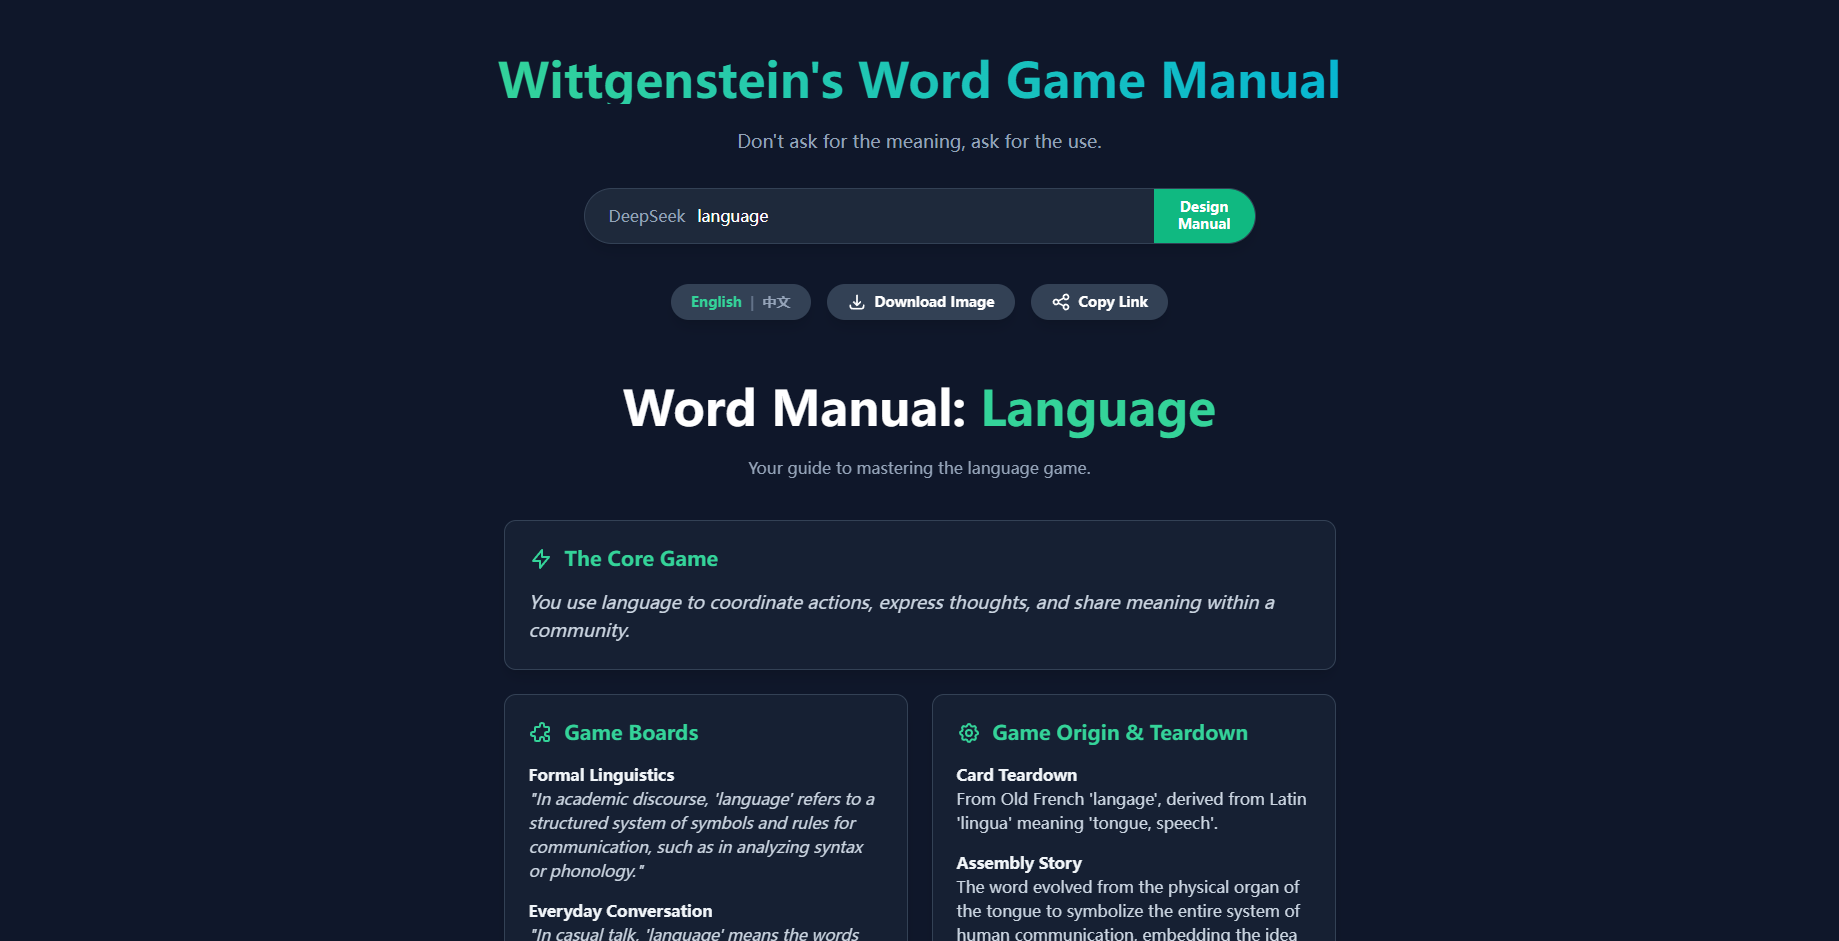 Wittgenstein's Word Game Manual
Don't ask for the meaning, ask for the use.
DeepSeek language
Design
Manual
English | 中文
Download Image
Copy Link
Word Manual: Language
Your guide to mastering the language game.
The Core Game
You use language to coordinate actions, express thoughts, and share meaning within a
community.
Game Boards
Formal Linguistics
"In academic discourse, 'language' refers to a
structured system of symbols and rules for
communication, such as in analyzing syntax
or phonology."
Everyday Conversation
"In casual talk, 'language' means the words
Game Origin & Teardown
Card Teardown
From Old French 'langage', derived from Latin
'lingua' meaning 'tongue, speech'.
Assembly Story
The word evolved from the physical organ of
the tongue to symbolize the entire system of
human communication, embedding the idea